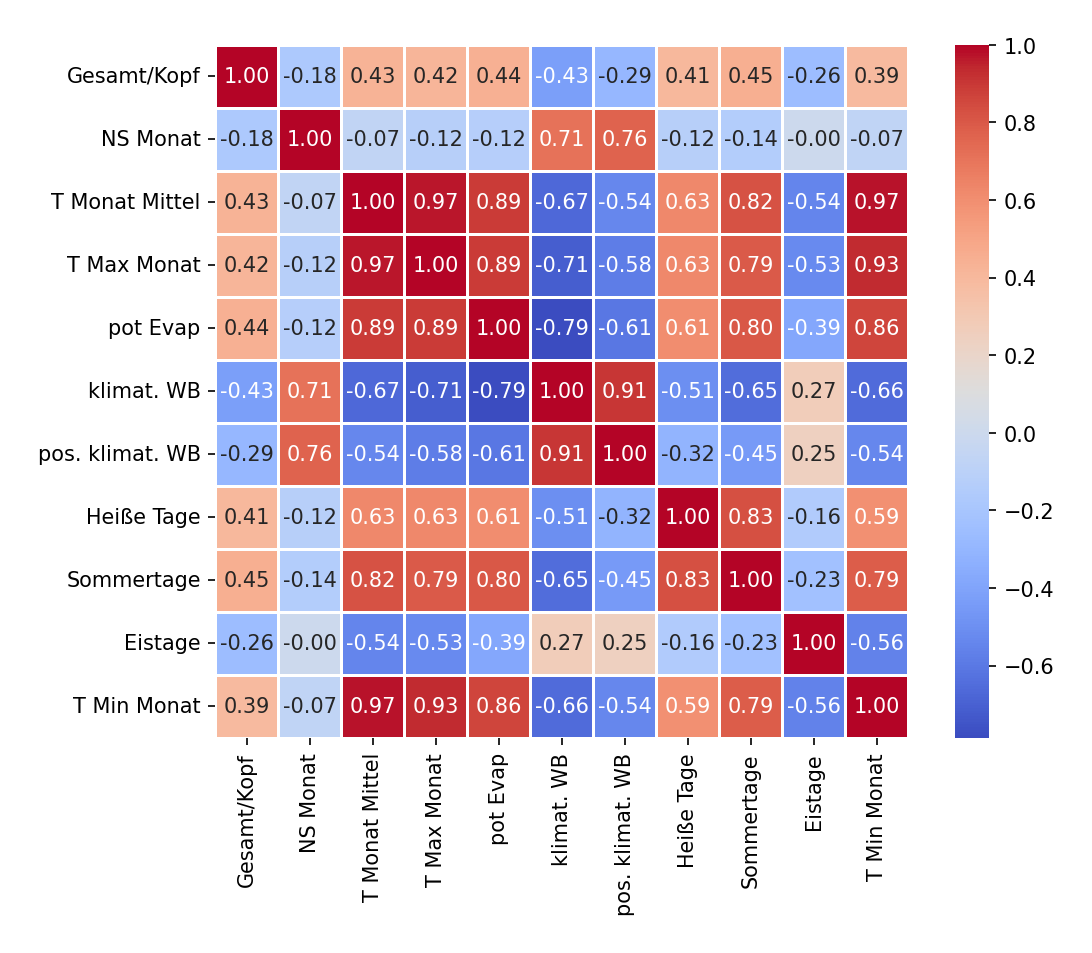 Gesamt/Kopf 1.00 -0.18 0.43 0.42 0.44 -0.43 -0.29 0.41 0.45 -0.26 0.39
NS Monat -0.18 1.00 -0.07 -0.12 -0.12 0.71 0.76 -0.12 -0.14 -0.00 -0.07
T Monat Mittel 0.43 -0.07 1.00 0.97 0.89 -0.67 -0.54 0.63 0.82 -0.54 0.97
T Max Monat 0.42 -0.12 0.97 1.00 0.89 -0.71 -0.58 0.63 0.79 -0.53 0.93
pot Evap 0.44 -0.12 0.89 0.89 1.00 -0.79 -0.61 0.61 0.80 -0.39 0.86
klimat. WB -0.43 0.71 -0.67 -0.71 -0.79 1.00 0.91 -0.51 -0.65 0.27 -0.66
pos. klimat. WB -0.29 0.76 -0.54 -0.58 -0.61 0.91 1.00 -0.32 -0.45 0.25 -0.54
Heiße Tage 0.41 -0.12 0.63 0.63 0.61 -0.51 -0.32 1.00 0.83 -0.16 0.59
Sommertage 0.45 -0.14 0.82 0.79 0.80 -0.65 -0.45 0.83 1.00 -0.23 0.79
Eistage -0.26 -0.00 -0.54 -0.53 -0.39 0.27 0.25 -0.16 -0.23 1.00 -0.56
T Min Monat 0.39 -0.07 0.97 0.93 0.86 -0.66 -0.54 0.59 0.79 -0.56 1.00
Gesamt/Kopf
NS Monat
T Monat Mittel
T Max Monat
pot Evap
klimat. WB
pos. klimat. WB
Heiße Tage
Sommertage
Eistage
T Min Monat
1.0
0.8
0.6
0.4
0.2
0.0
−0.2
−0.4
−0.6